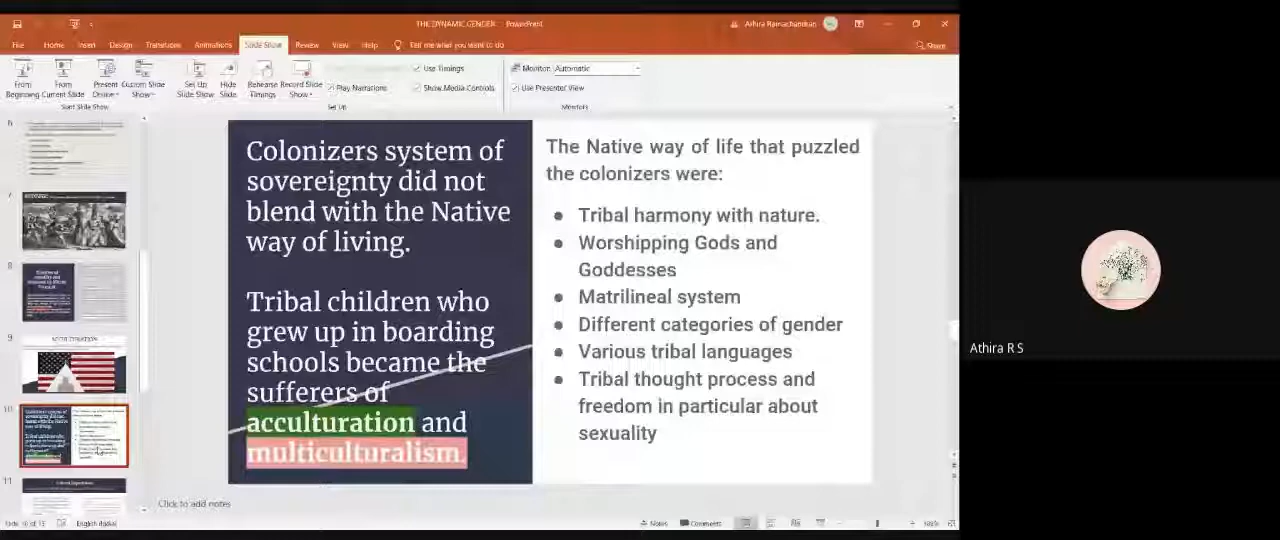 THE DYNAMIC GENDER - PowerPoint
Athira Ramachandran
File Home Insert Design Transitions Animations Slide Show Review View Help Tell me what you want to do
Share
From Beginning
From Current Slide
Present Online
Custom Slide Show
Set Up Slide Show
Hide Slide
Rehearse Timings
Record Slide Show
Play Narrations
Use Timings
Show Media Controls
Monitor: Automatic
Use Presenter View
Start Slide Show
Set Up
Monitors
6
7
8
9
10
11
Colonizers system of
sovereignty did not
blend with the Native
way of living.
Tribal children who
grew up in boarding
schools became the
sufferers of
acculturation and
multiculturalism.
The Native way of life that puzzled
the colonizers were:
● Tribal harmony with nature.
● Worshipping Gods and
Goddesses
● Matrilineal system
● Different categories of gender
● Various tribal languages
● Tribal thought process and
freedom in particular about
sexuality
Click to add notes
Notes Comments
Athira R S